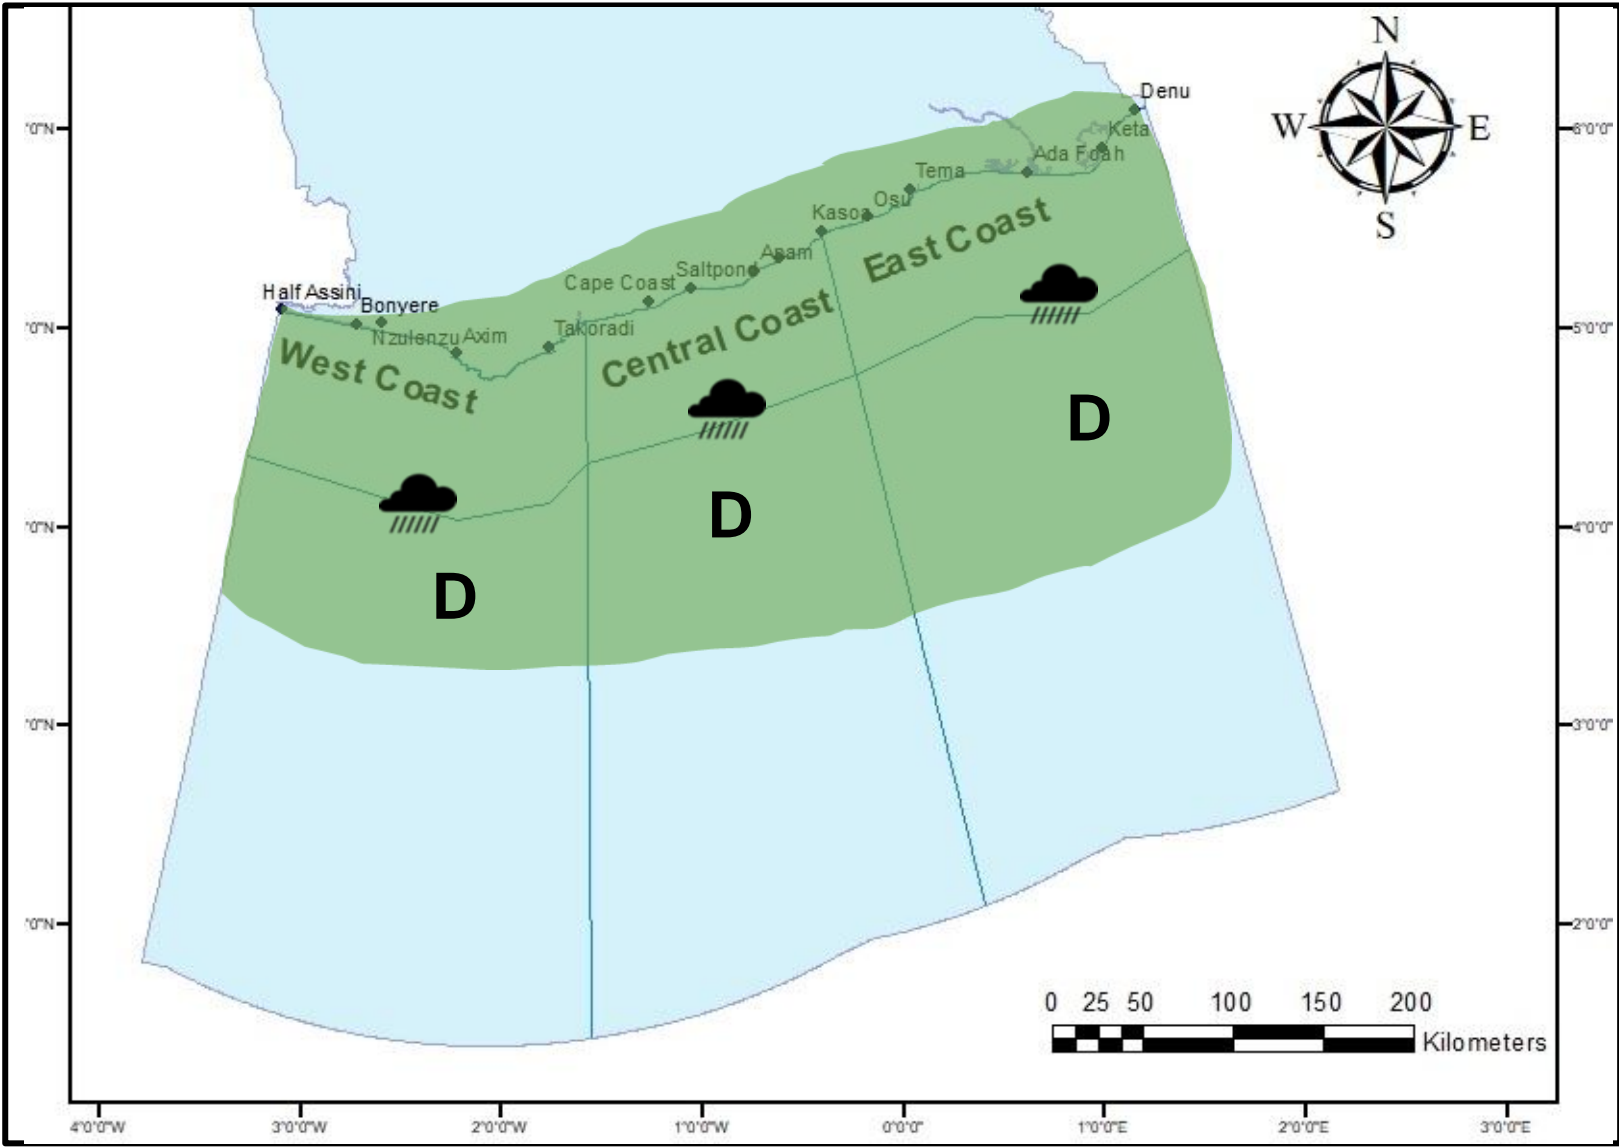 N
W E
S
Denu
Keta
Ada Foah
Tema
Osu
Kasoa
Apam
Saltpond
Cape Coast
Takoradi
Half Assini
Bonyere
Nzulenzu
Axim
West Coast
Central Coast
East Coast
D
D
D
6°0'0"
5°0'0"
4°0'0"
3°0'0"
2°0'0"
0 25 50 100 150 200
Kilometers
4°0'0"W 3°0'0"W 2°0'0"W 1°0'0"W 0°0'0" 1°0'0"E 2°0'0"E 3°0'0"E